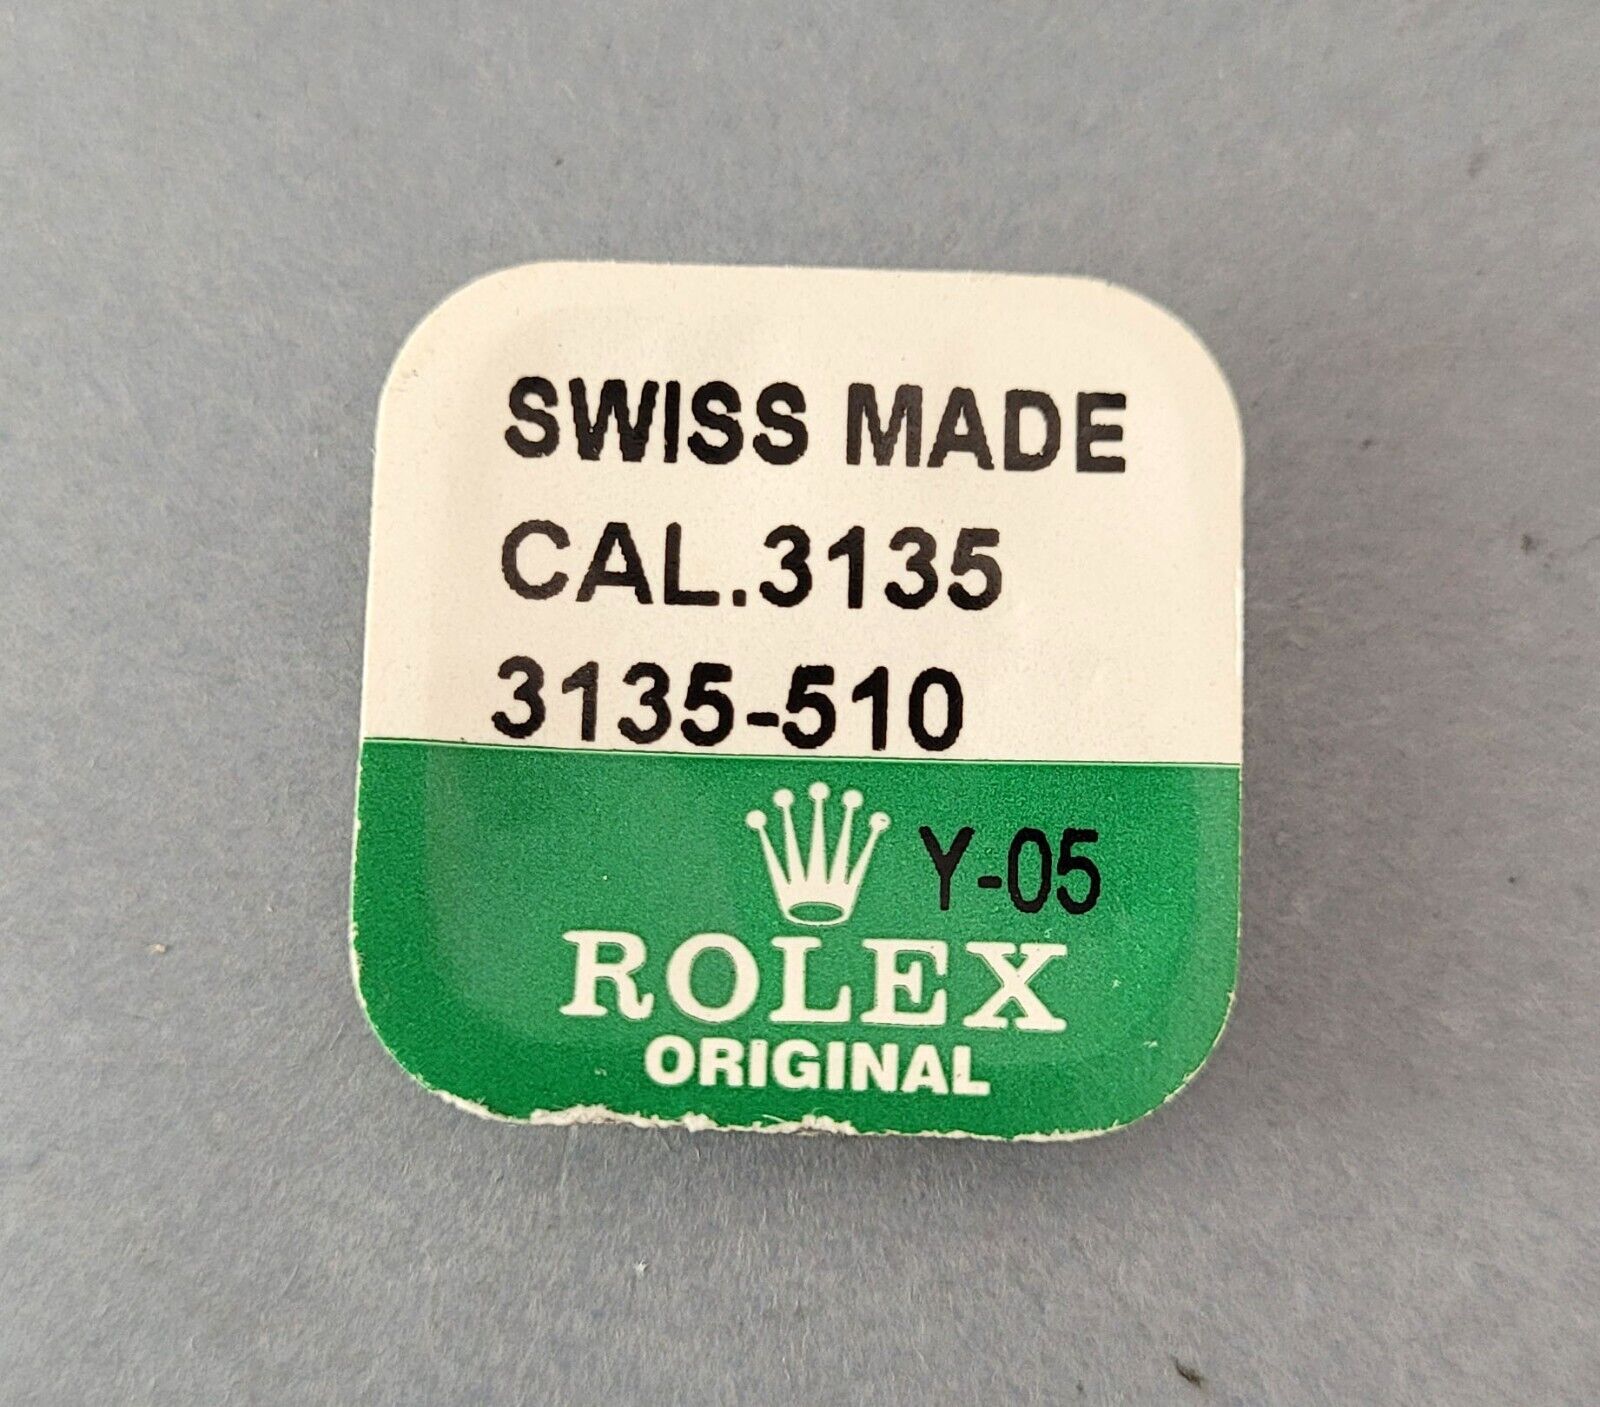 SWISS MADE
CAL.3135
3135-510
Y-05
ROLEX
ORIGINAL